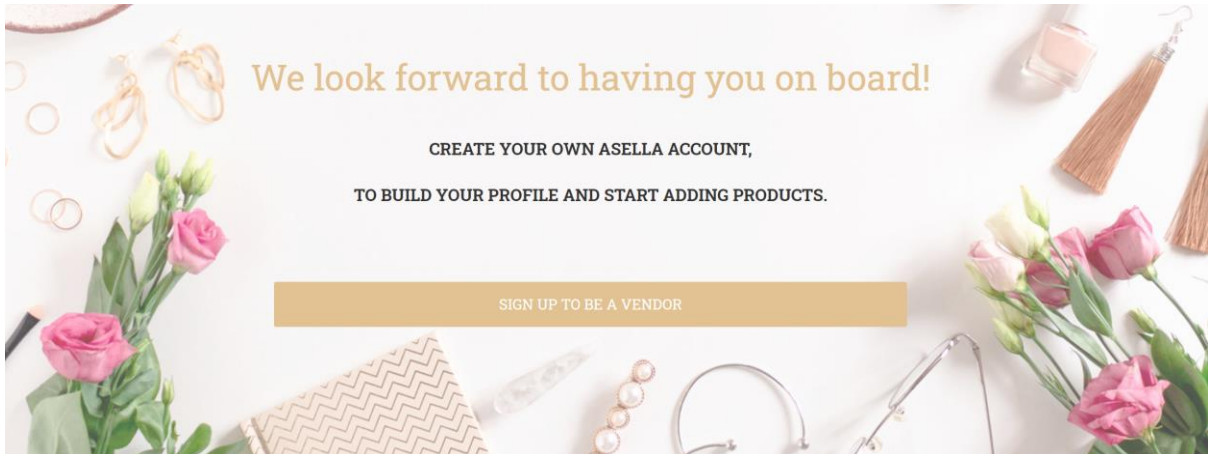 We look forward to having you on board!
CREATE YOUR OWN ASELLA ACCOUNT,
TO BUILD YOUR PROFILE AND START ADDING PRODUCTS.
SIGN UP TO BE A VENDOR